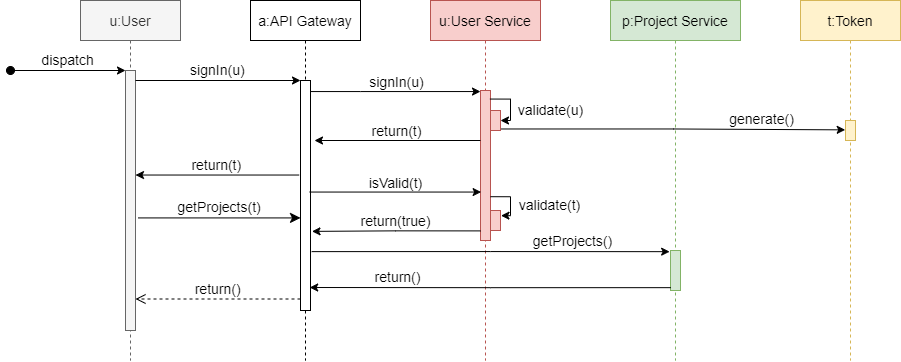 u:User
a:API Gateway
u:User Service
p:Project Service
t:Token
dispatch
signIn(u)
signIn(u)
validate(u)
generate()
return(t)
return(t)
isValid(t)
validate(t)
getProjects(t)
return(true)
getProjects()
return()
return()